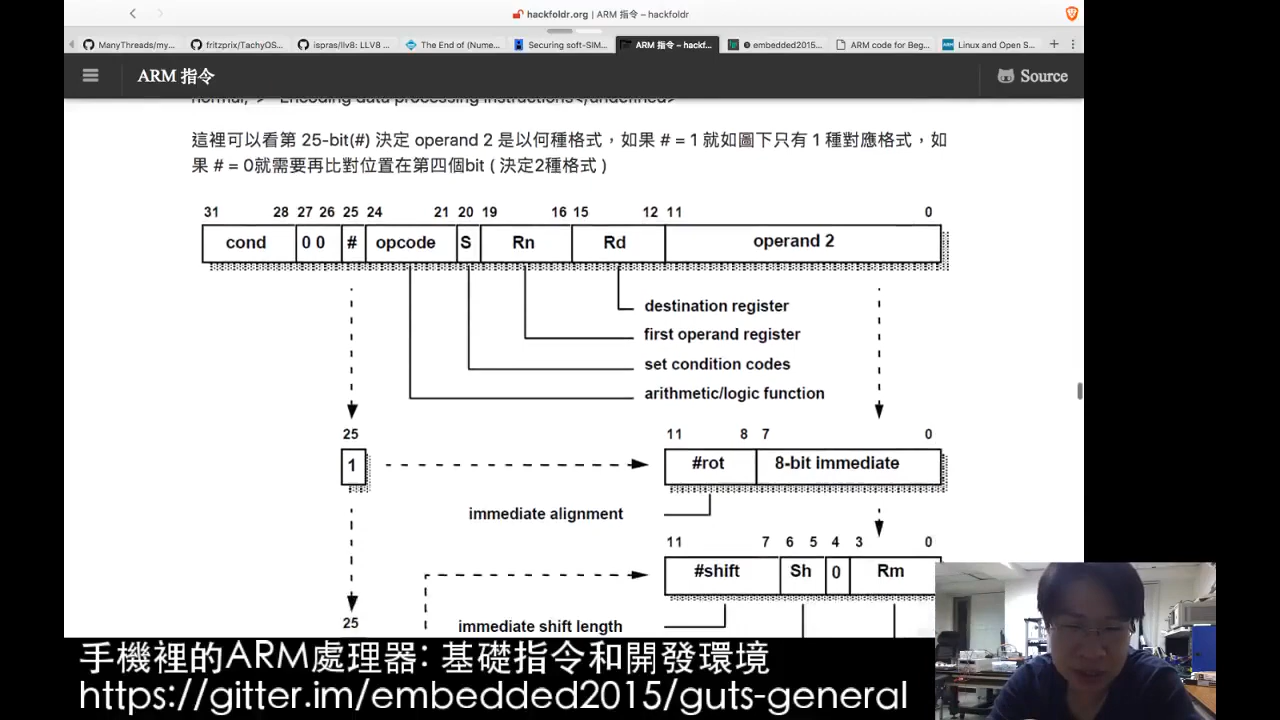 hackfoldr.org | ARM 指令 – hackfoldr
ManyThreads/my...
fritzprix/TachyOS...
ispras/llv8: LLV8 ...
The End of (Nume...
Securing soft-SIM...
ARM 指令 – hackf...
embedded2015...
ARM code for Beg...
Linux and Open S...
ARM 指令
Source
normal;">​ Encoding data processing instructions</undefined>
這裡可以看第 25-bit(#) 決定 operand 2 是以何種格式，如果 # = 1 就如圖下只有 1 種對應格式，如
果 # = 0就需要再比對位置在第四個bit ( 決定2種格式 )
31 28 27 26 25 24 21 20 19 16 15 12 11 0
cond 0 0 # opcode S Rn Rd operand 2
destination register
first operand register
set condition codes
arithmetic/logic function
25 11 8 7 0
1 #rot 8-bit immediate
immediate alignment
11 7 6 5 4 3 0
#shift Sh 0 Rm
25
immediate shift length
手機裡的ARM處理器: 基礎指令和開發環境
https://gitter.im/embedded2015/guts-general